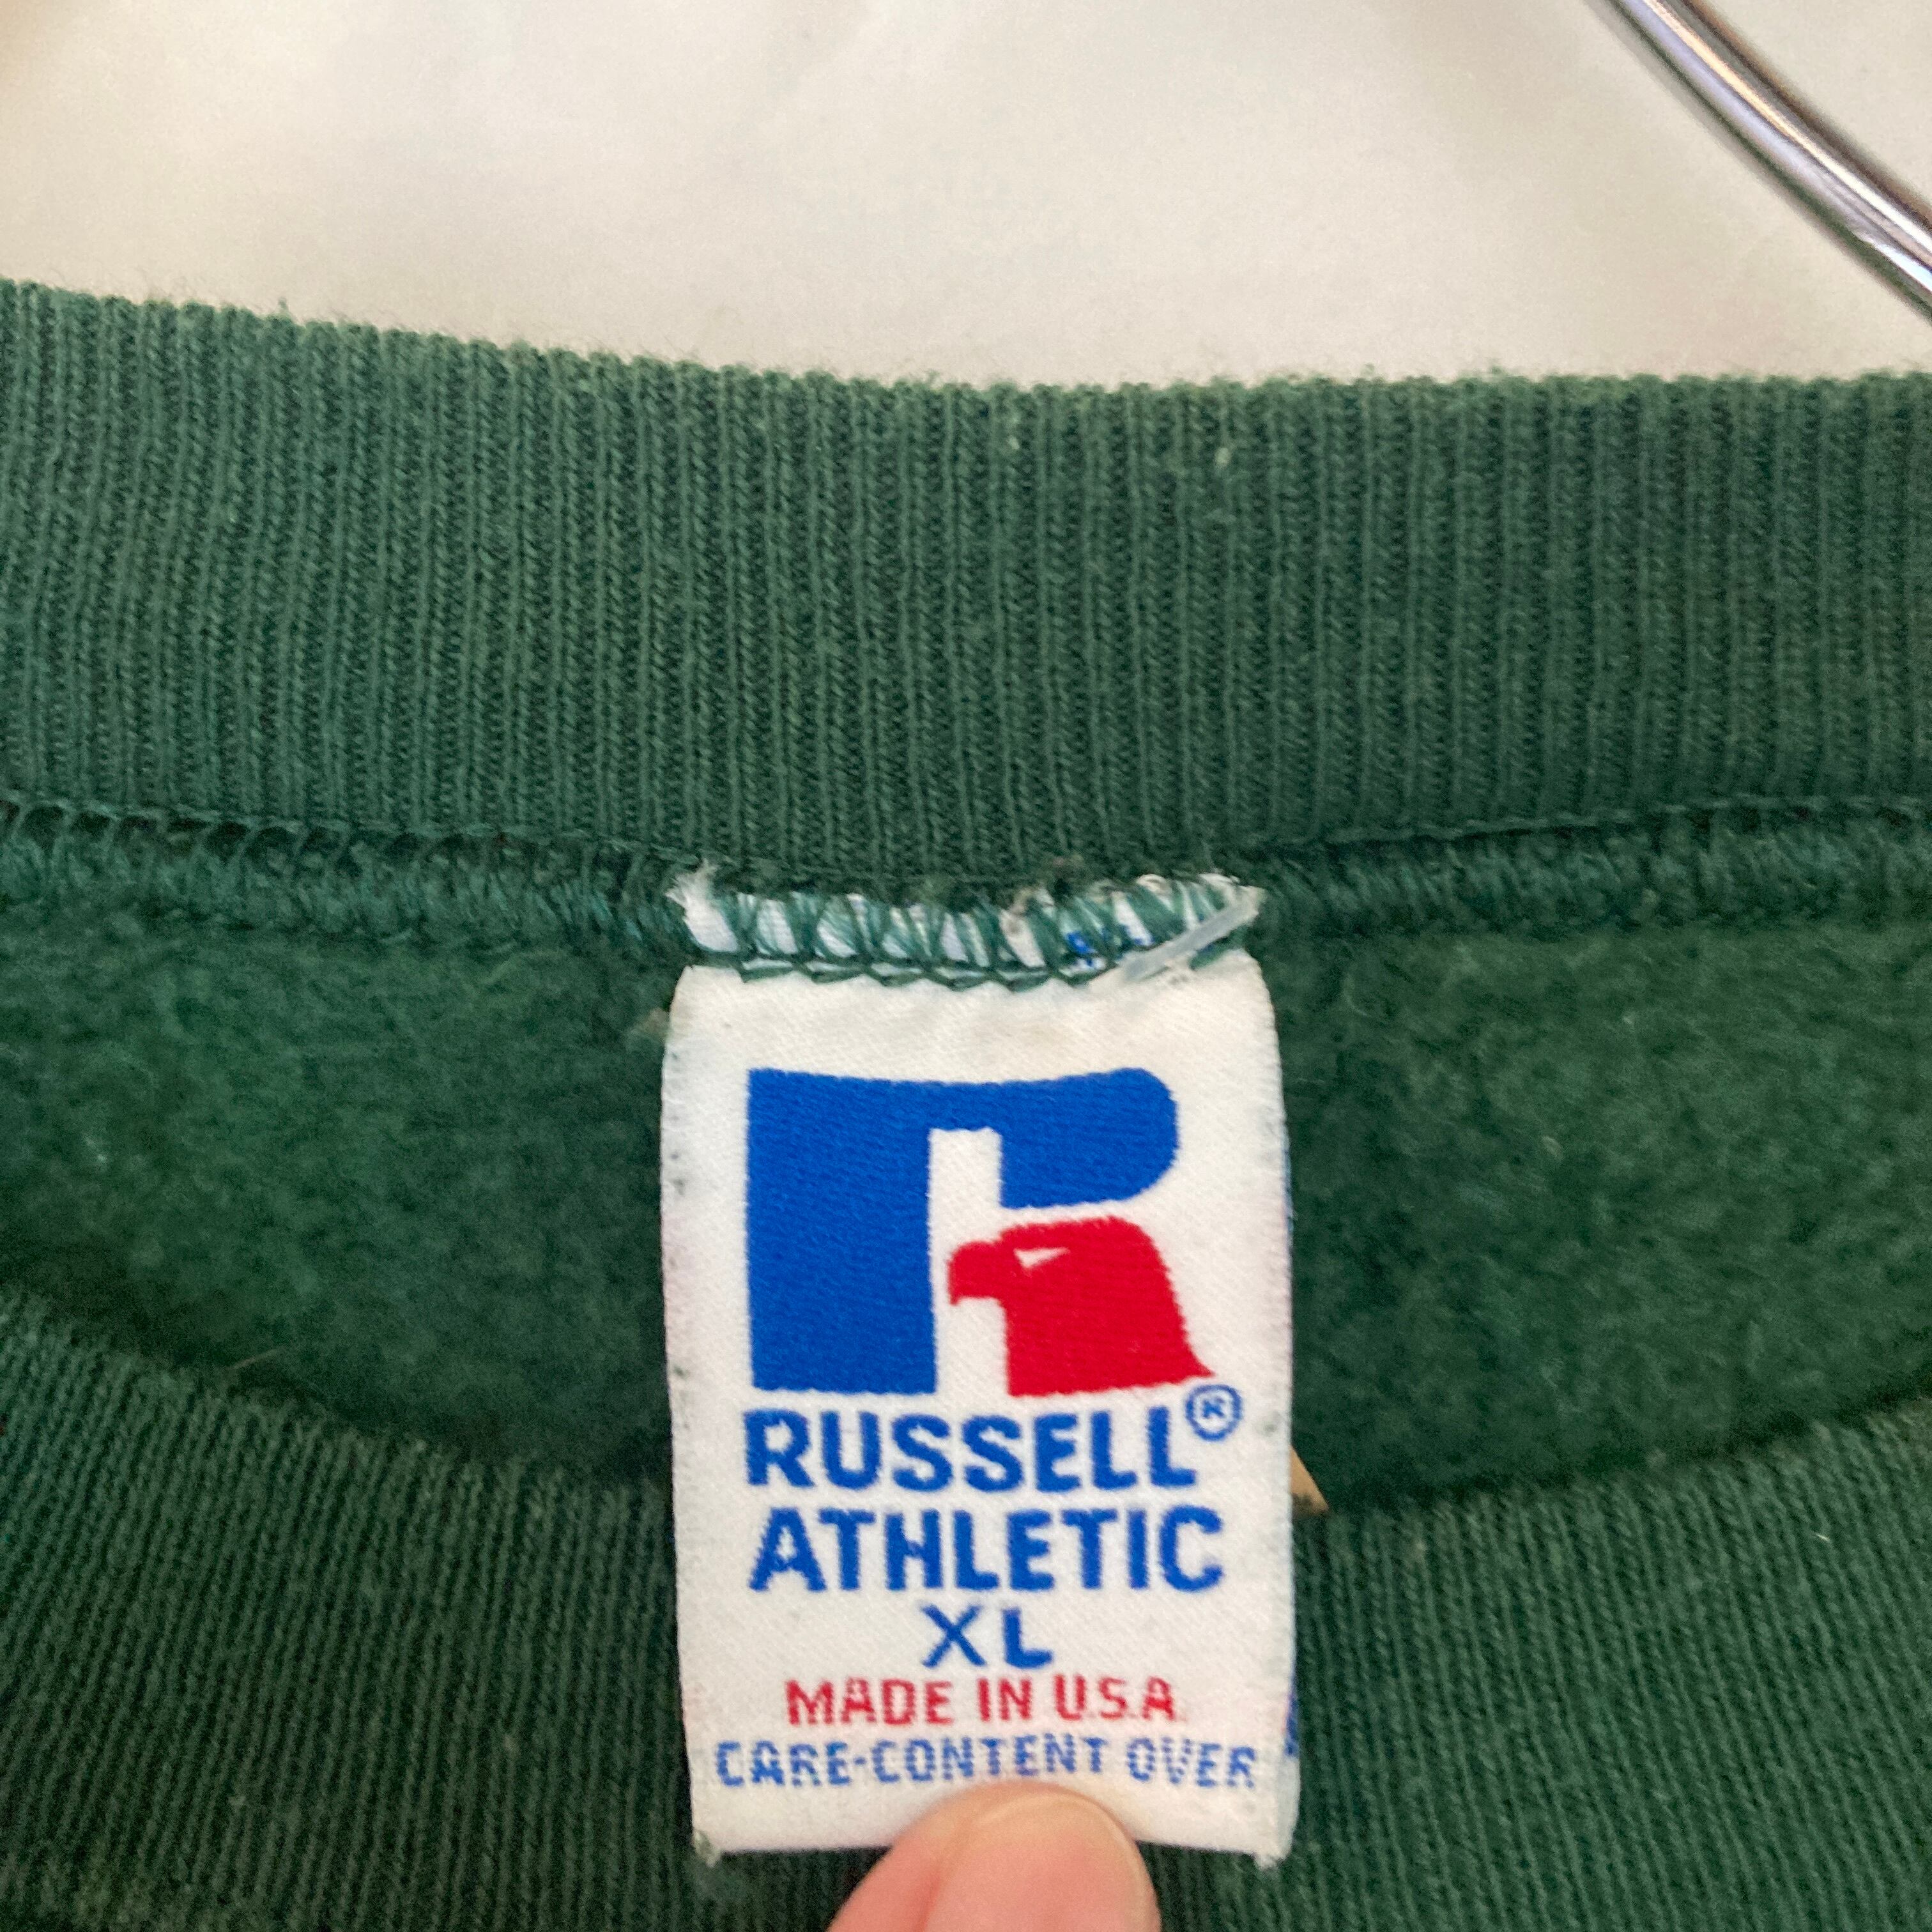 RUSSELL®
ATHLETIC
XL
MADE IN U.S.A.
CARE-CONTENT OVER